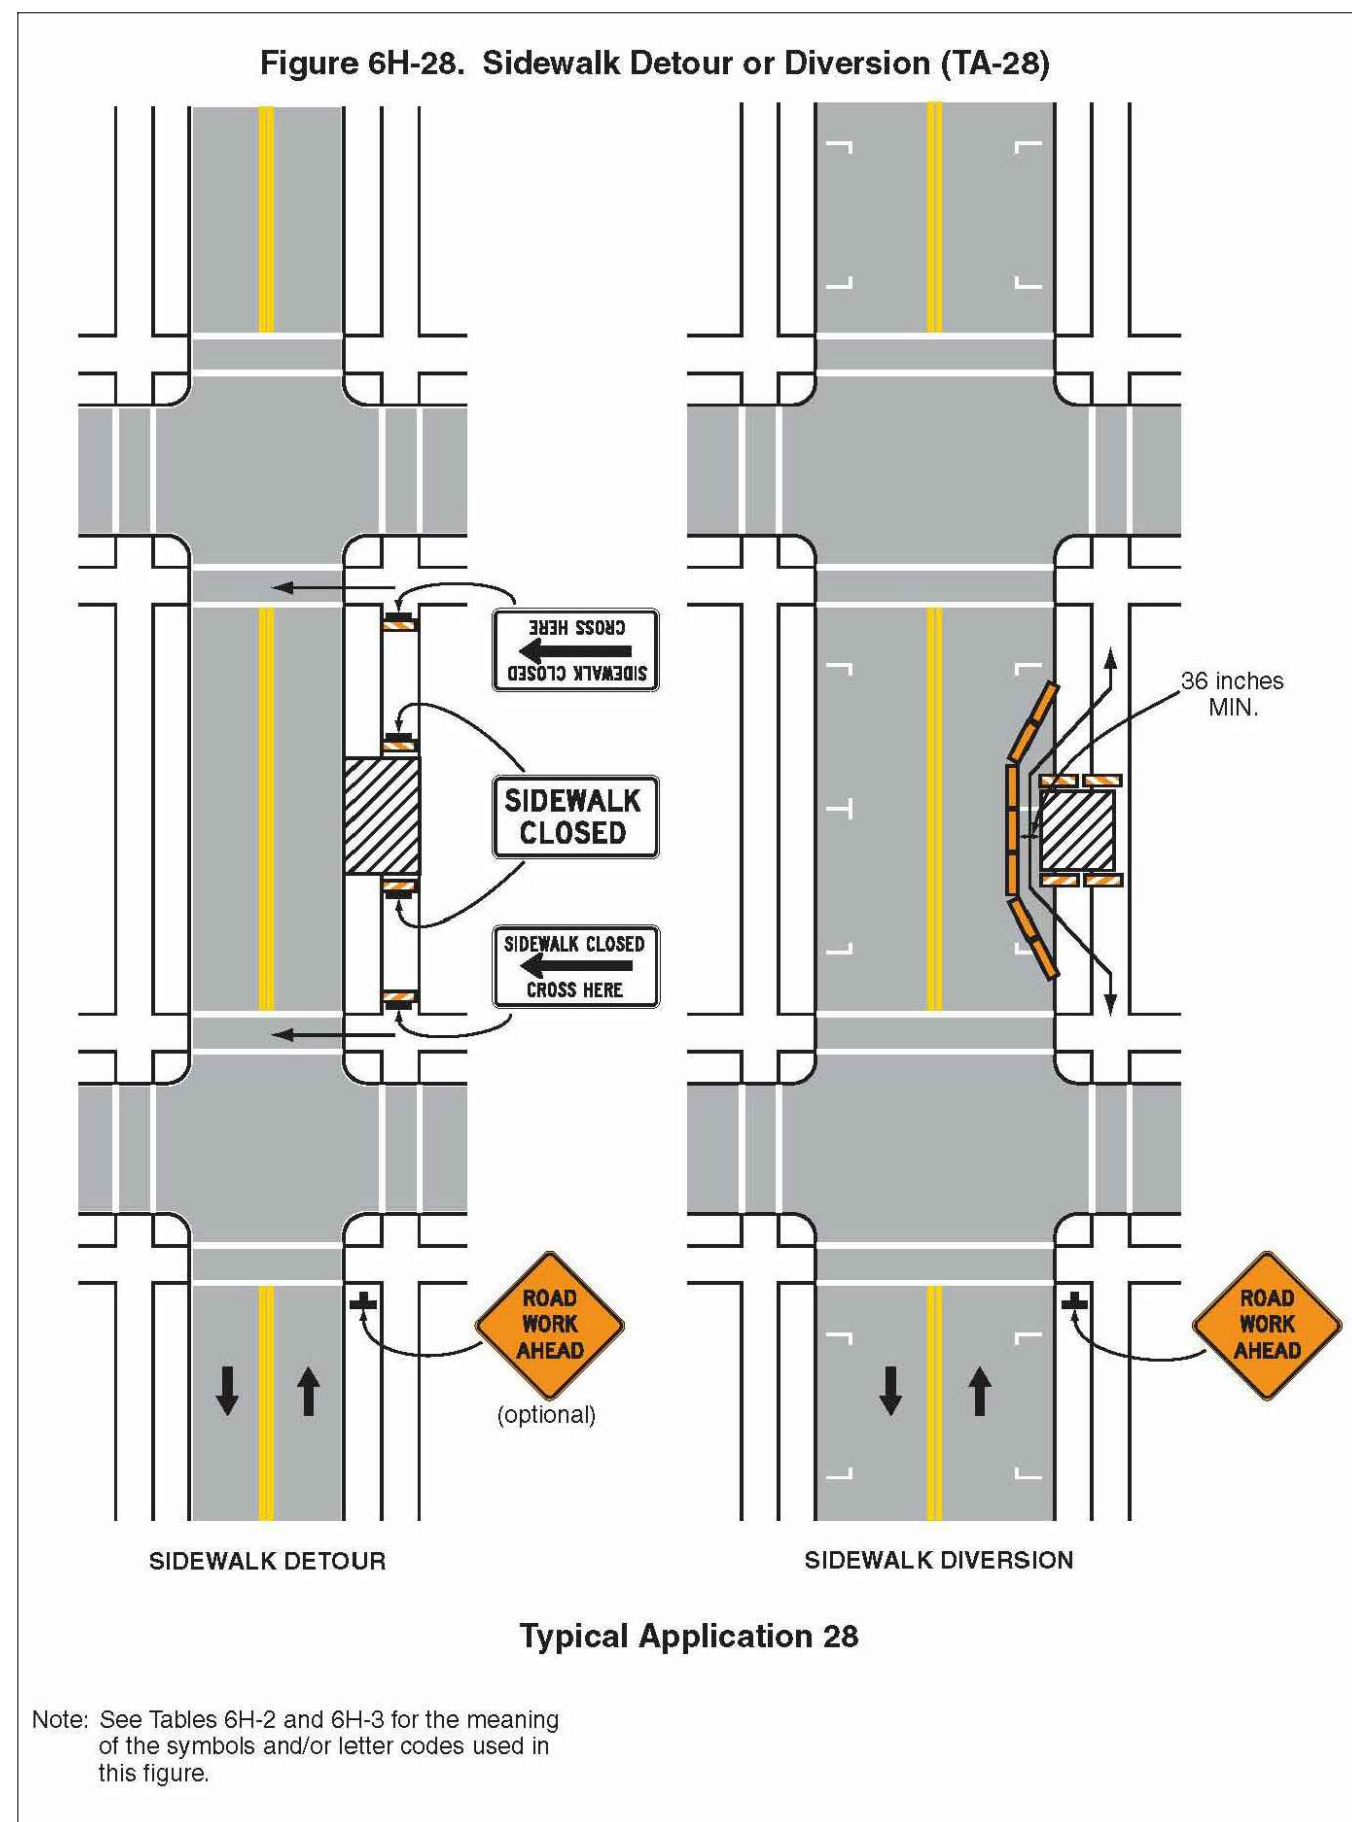 Figure 6H-28. Sidewalk Detour or Diversion (TA-28)
SIDEWALK CLOSED
CROSS HERE
36 inches
MIN.
SIDEWALK
CLOSED
SIDEWALK CLOSED
CROSS HERE
ROAD
WORK
AHEAD
(optional)
ROAD
WORK
AHEAD
SIDEWALK DETOUR
SIDEWALK DIVERSION
Typical Application 28
Note: See Tables 6H-2 and 6H-3 for the meaning
of the symbols and/or letter codes used in
this figure.